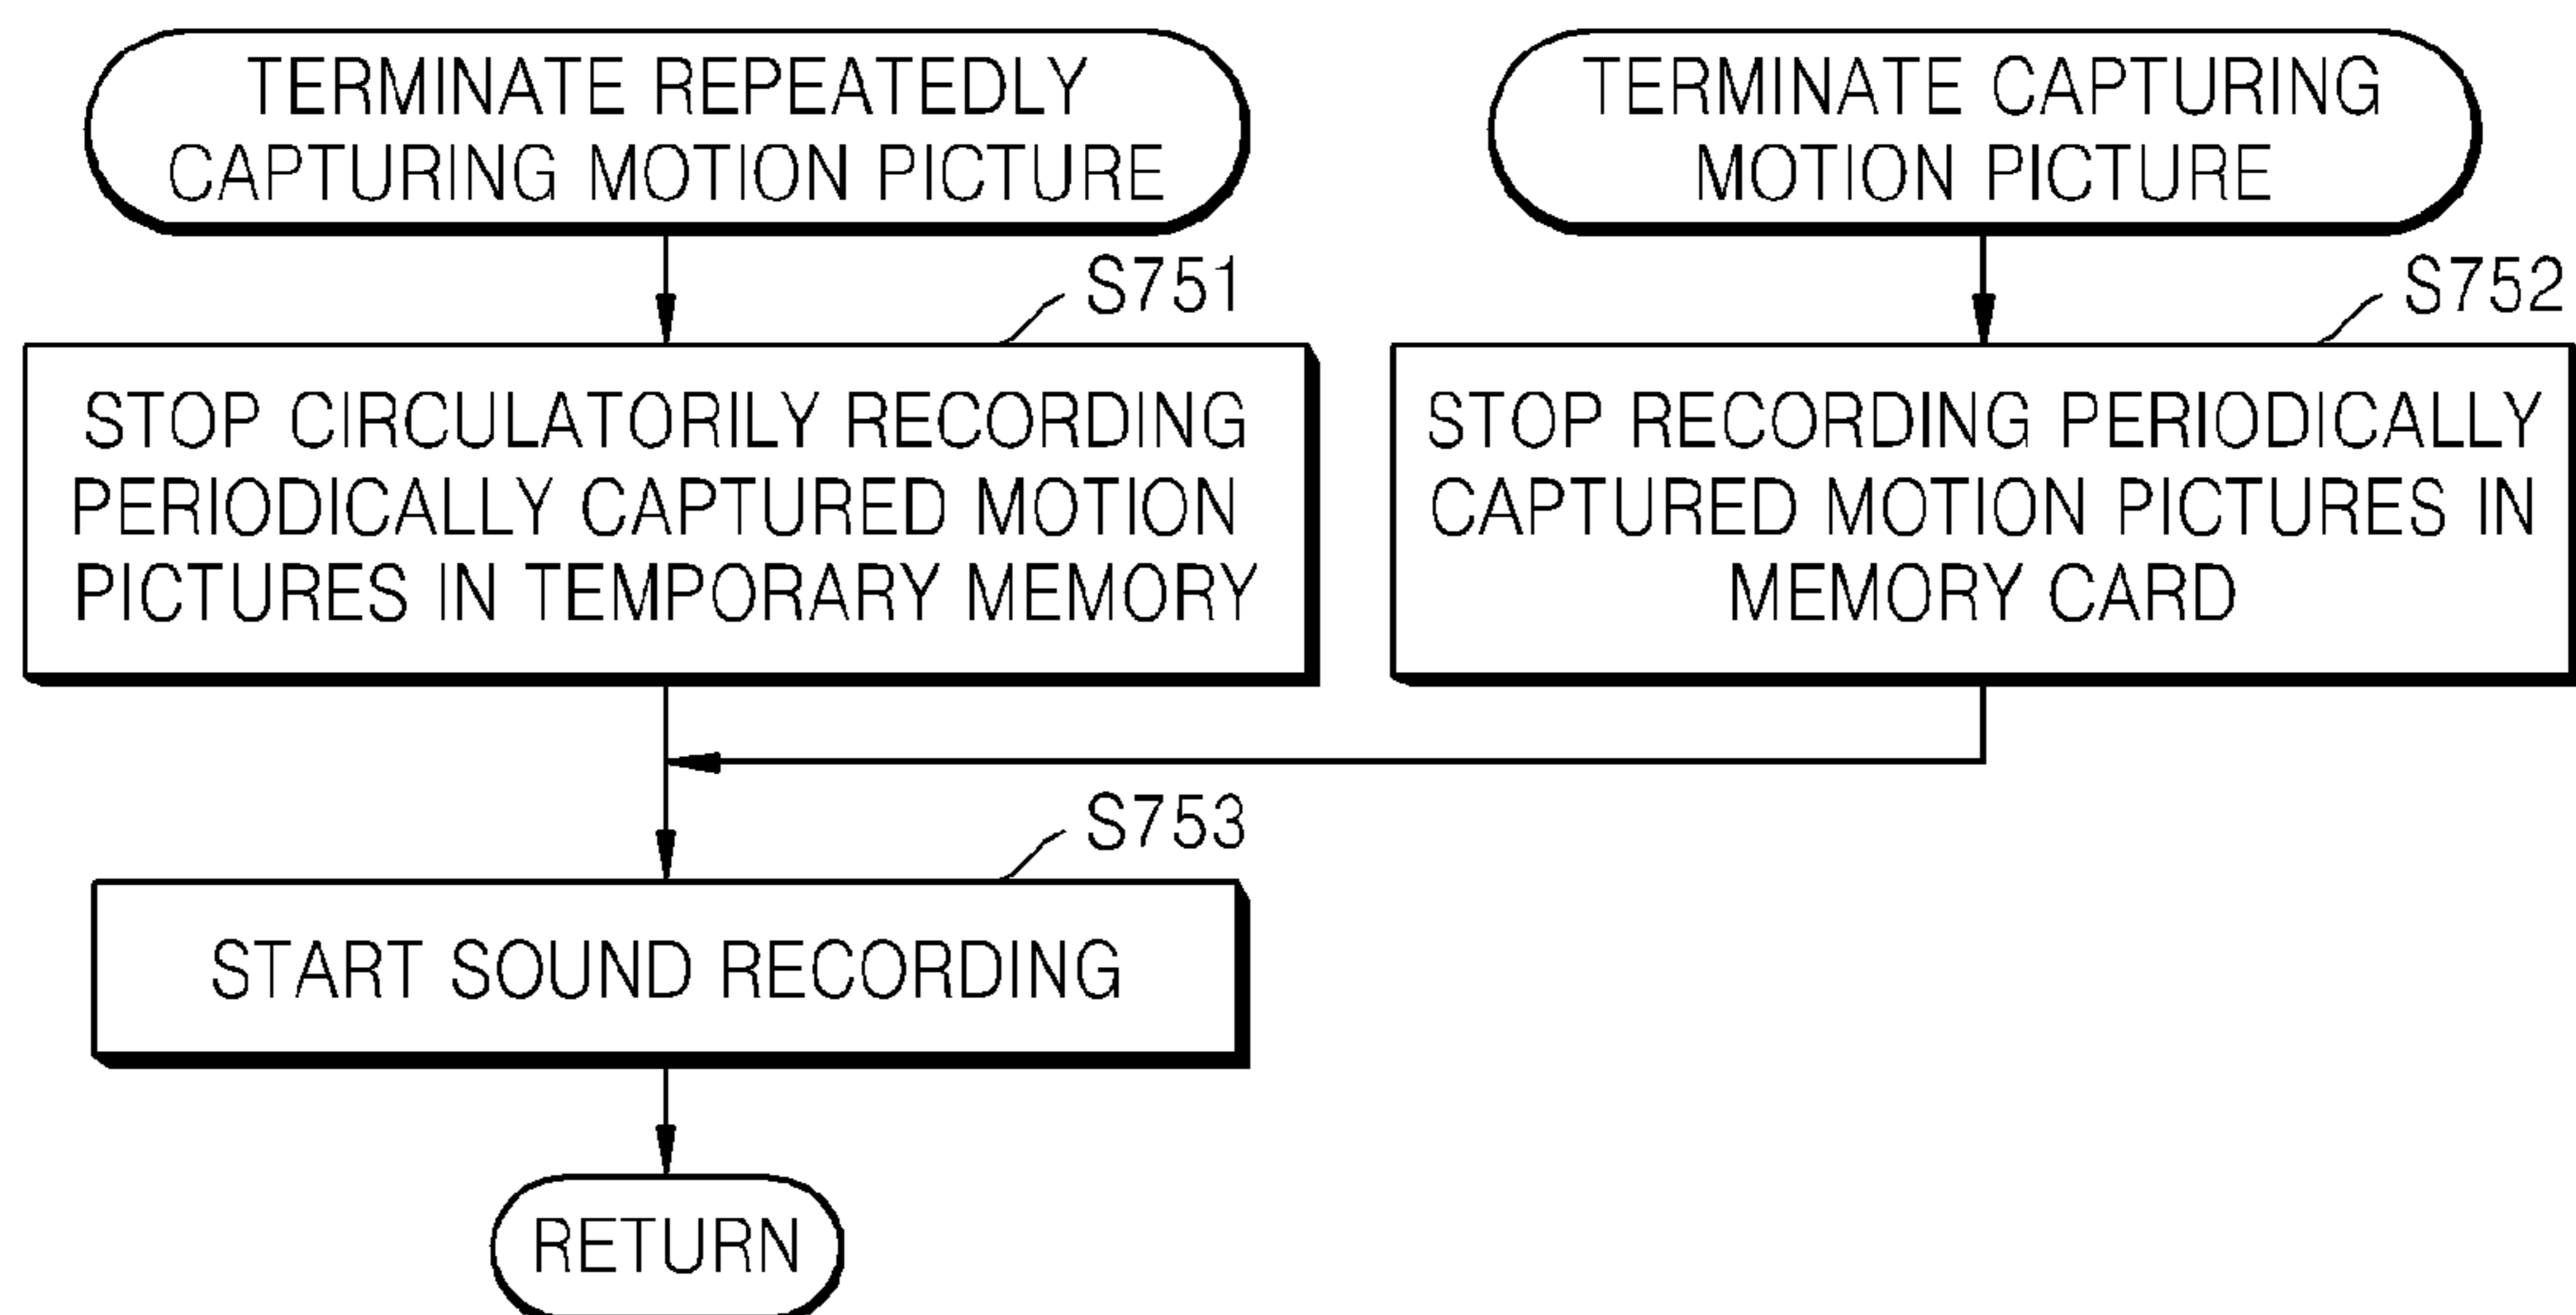 TERMINATE REPEATEDLY
CAPTURING MOTION PICTURE
TERMINATE CAPTURING
MOTION PICTURE
S751
STOP CIRCULATORILY RECORDING
PERIODICALLY CAPTURED MOTION
PICTURES IN TEMPORARY MEMORY
S752
STOP RECORDING PERIODICALLY
CAPTURED MOTION PICTURES IN
MEMORY CARD
S753
START SOUND RECORDING
RETURN